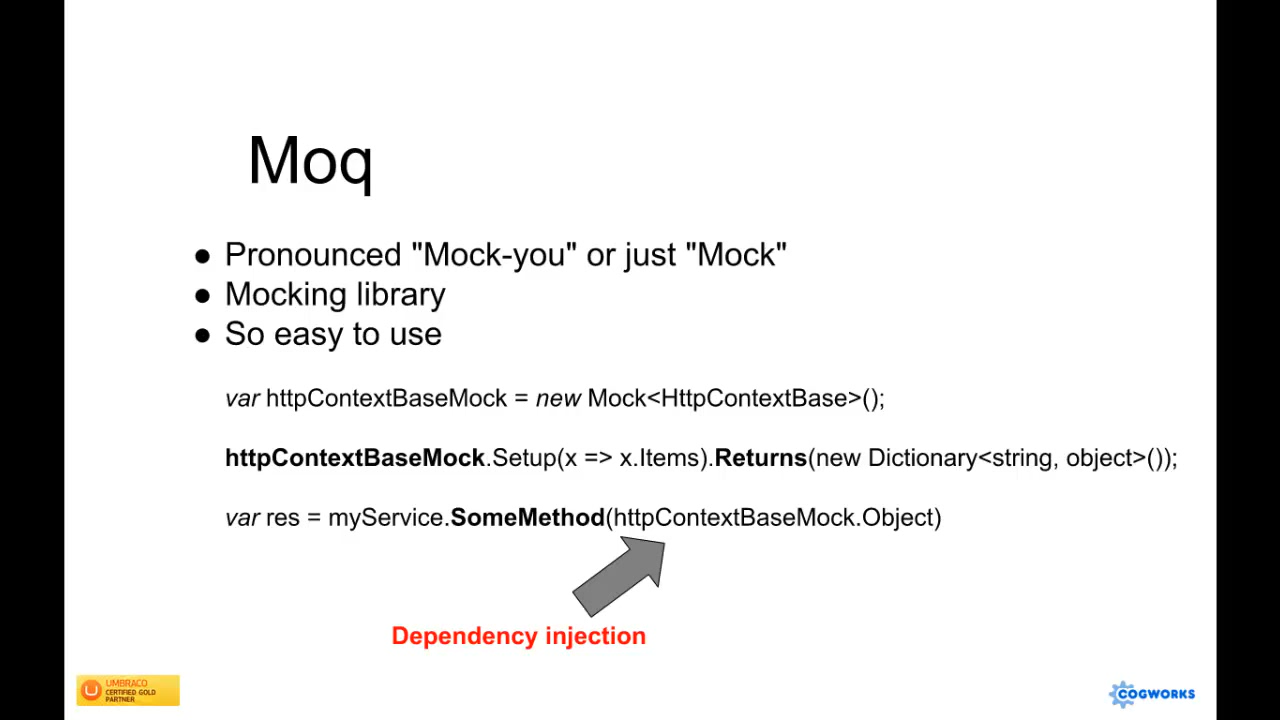 Moq
● Pronounced "Mock-you" or just "Mock"
● Mocking library
● So easy to use
var httpContextBaseMock = new Mock<HttpContextBase>();
httpContextBaseMock.Setup(x => x.Items).Returns(new Dictionary<string, object>());
var res = myService.SomeMethod(httpContextBaseMock.Object)
Dependency injection
UMBRACO
CERTIFIED GOLD
PARTNER
COGWORKS